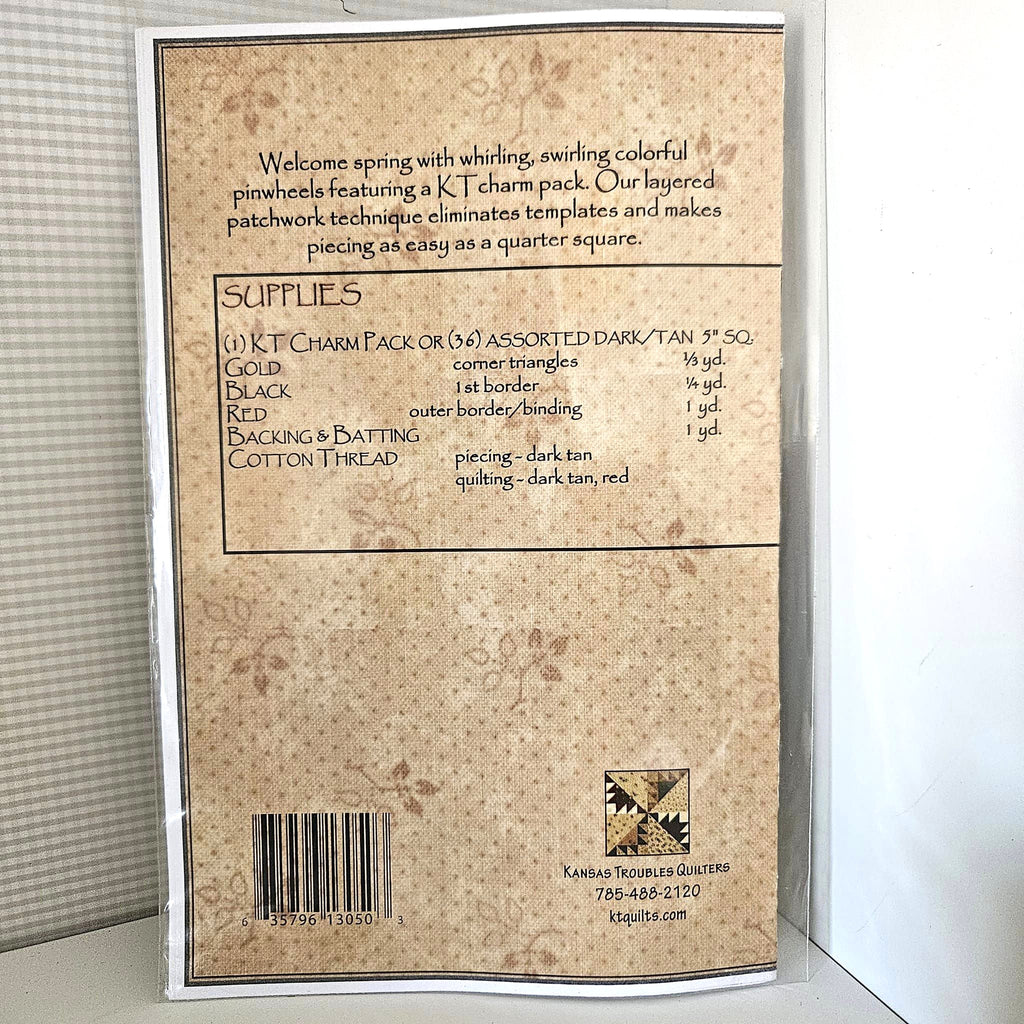 Welcome spring with whirling, swirling colorful
pinwheels featuring a KT charm pack. Our layered
patchwork technique eliminates templates and makes
piecing as easy as a quarter square.
SUPPLIES
(1) KT CHARM PACK OR (36) ASSORTED DARK/TAN 5" SQ.
GOLD corner triangles ⅓ yd.
BLACK 1st border ¼ yd.
RED outer border/binding 1 yd.
BACKING & BATTING 1 yd.
COTTON THREAD piecing - dark tan
quilting - dark tan, red
KANSAS TROUBLES QUILTERS
785-488-2120
ktquilts.com
6 35796 13050 3